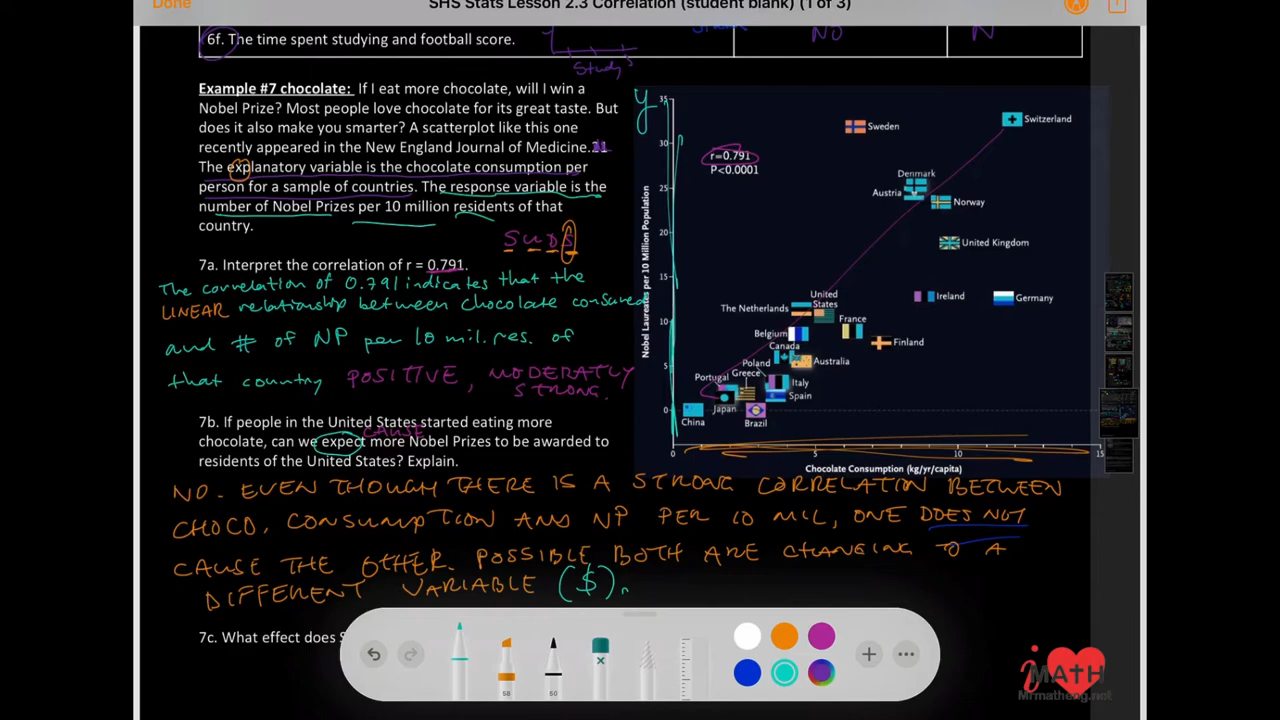 Done
SHS Stats Lesson 2.3 Correlation (student blank) (1 of 3)
6f. The time spent studying and football score.
Study
No
N
Example #7 chocolate: If I eat more chocolate, will I win a
Nobel Prize? Most people love chocolate for its great taste. But
does it also make you smarter? A scatterplot like this one
recently appeared in the New England Journal of Medicine.
The explanatory variable is the chocolate consumption per
person for a sample of countries. The response variable is the
number of Nobel Prizes per 10 million residents of that
country.
SUDS
7a. Interpret the correlation of r = 0.791.
The correlation of 0.791 indicates that the
LINEAR relationship between chocolate consumed
and # of NP per 10 mil. res. of
that country POSITIVE, MODERATLY
STRONG.
7b. If people in the United States started eating more
CAUSE
chocolate, can we expect more Nobel Prizes to be awarded to
residents of the United States? Explain.
NO. EVEN THOUGH THERE IS A STRONG CORRELATION BETWEEN
CHOCO. CONSUMPTION AND NP PER 10 MIL, ONE DOES NOT
CAUSE THE OTHER. POSSIBLE BOTH ARE CHANGING TO A
DIFFERENT VARIABLE ($).
7c. What effect does S
y
35
30
25
20
15
10
5
0
Nobel Laureates per 10 Million Population
r=0.791
P<0.0001
Sweden
Switzerland
Denmark
Austria
Norway
United Kingdom
United
States
The Netherlands
Ireland
Germany
France
Belgium
Finland
Canada
Poland
Australia
Greece
Portugal
Italy
Spain
Japan
China
Brazil
0
5
10
15
Chocolate Consumption (kg/yr/capita)
56
50
i MATH
Mrmatheng.net